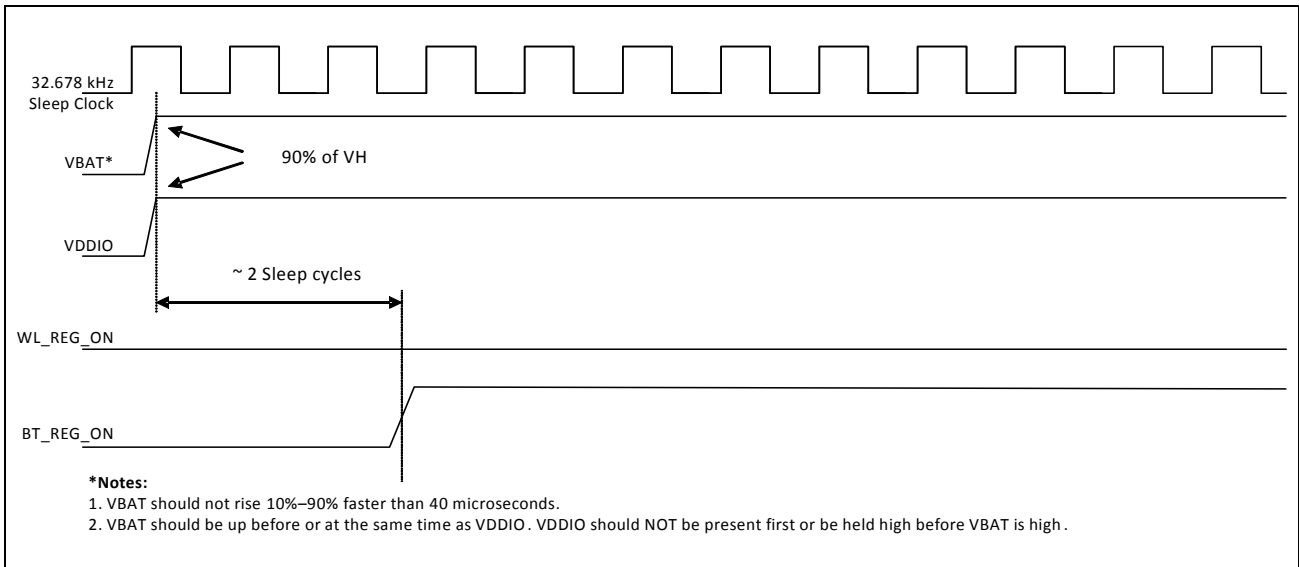 32.678 kHz
Sleep Clock
VBAT*
90% of VH
VDDIO
~ 2 Sleep cycles
WL_REG_ON
BT_REG_ON
*Notes:
1. VBAT should not rise 10%–90% faster than 40 microseconds.
2. VBAT should be up before or at the same time as VDDIO. VDDIO should NOT be present first or be held high before VBAT is high.